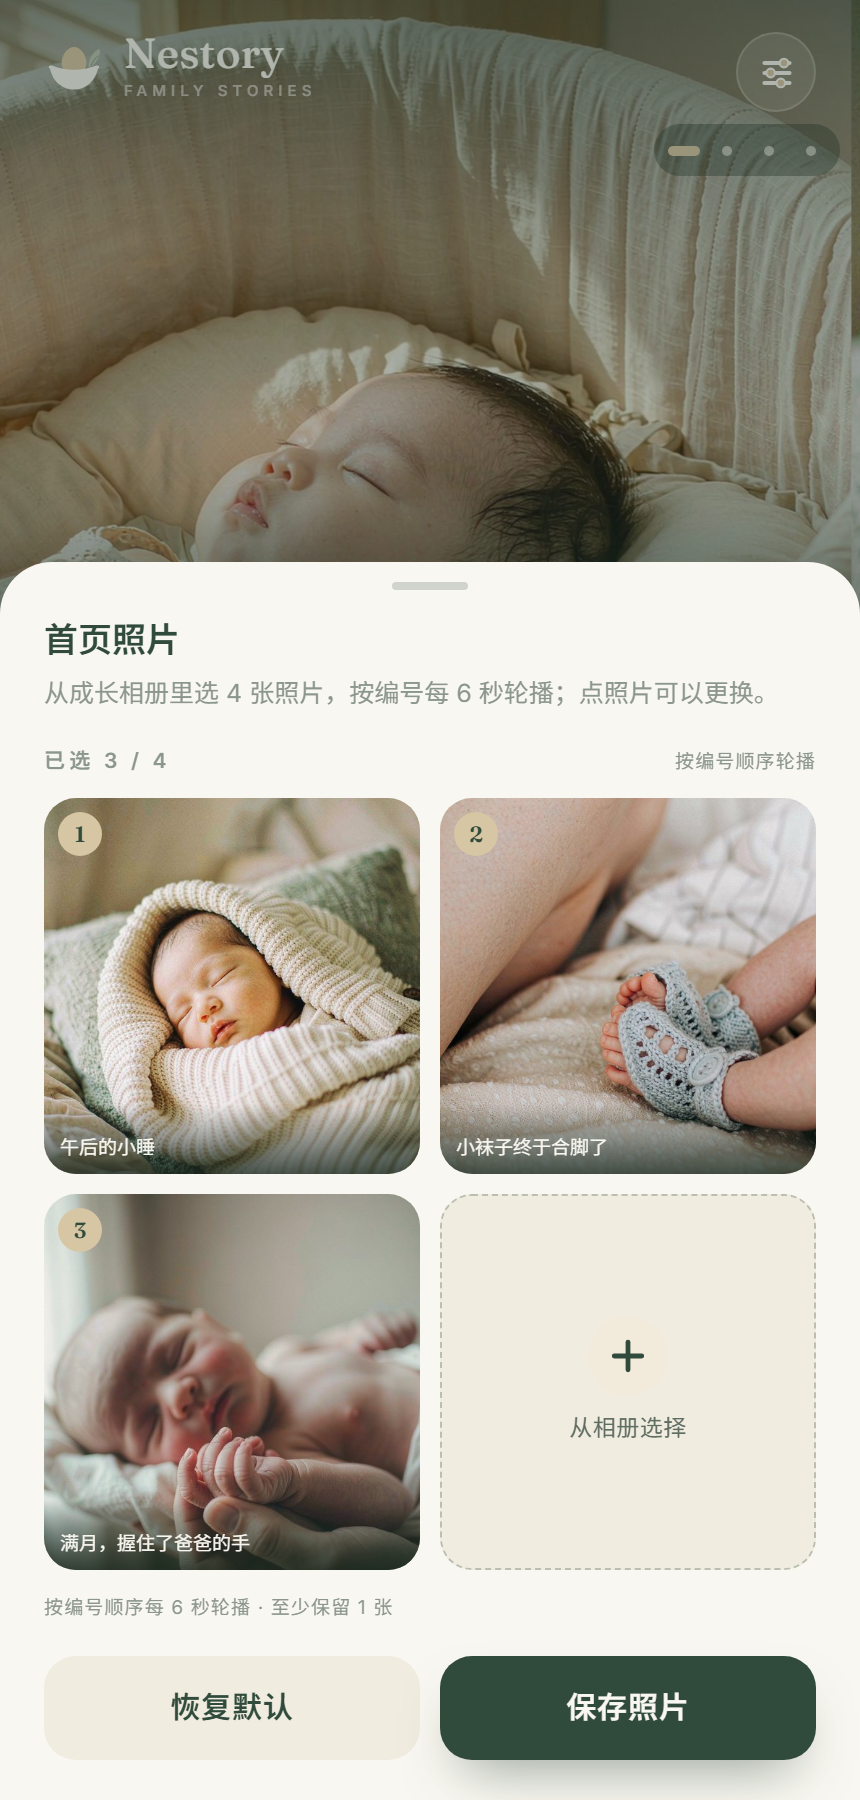 Nestory
FAMILY STORIES
首页照片
从成长相册里选 4 张照片，按编号每 6 秒轮播；点照片可以更换。
已选 3 / 4
按编号顺序轮播
1
2
午后的小睡
小袜子终于合脚了
3
从相册选择
满月，握住了爸爸的手
按编号顺序每 6 秒轮播 · 至少保留 1 张
恢复默认
保存照片